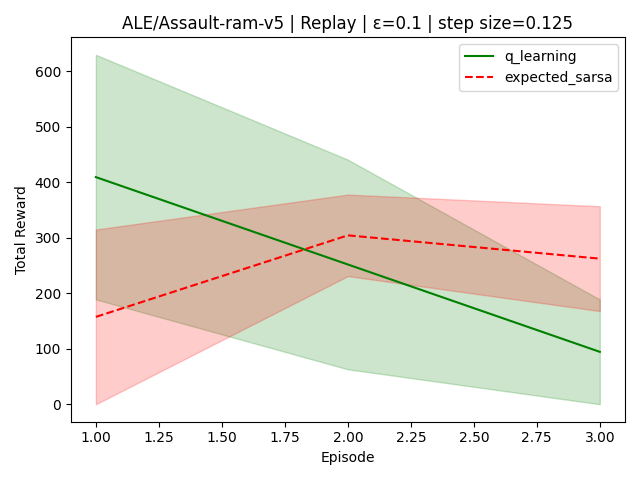 ALE/Assault-ram-v5 | Replay | ε=0.1 | step size=0.125
q_learning
expected_sarsa
Total Reward
600
500
400
300
200
100
0
1.00 1.25 1.50 1.75 2.00 2.25 2.50 2.75 3.00
Episode